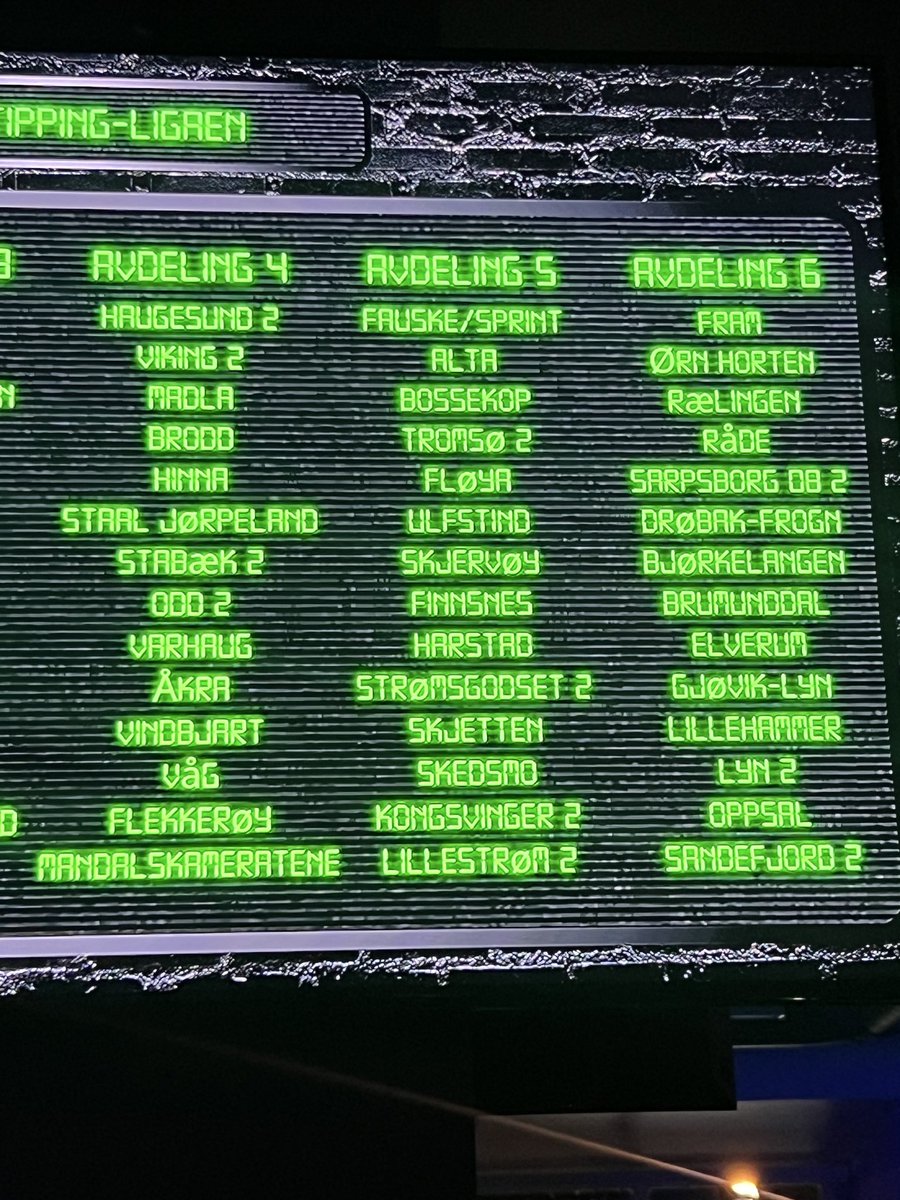 TIPPING-LIGAEN
3
AVDELING 4
HAUGESUND 2
VIKING 2
MADLA
BRODD
HINNA
STAAL JØRPELAND
STABæK 2
ODD 2
VARHAUG
ÅKRA
VINDBJART
VåG
FLEKKERØY
MANDALSKAMERATENE
AVDELING 5
FAUSKE/SPRINT
ALTA
BOSSEKOP
TROMSØ 2
FLØYA
ULFSTIND
SKJERVØY
FINNSNES
HARSTAD
STRØMSGODSET 2
SKJETTEN
SKEDSMO
KONGSVINGER 2
LILLESTRØM 2
AVDELING 6
FRAM
ØRN HORTEN
RæLINGEN
RåDE
SARPSBORG 08 2
DRØBAK-FROGN
BJØRKELANGEN
BRUMUNDDAL
ELVERUM
GJØVIK-LYN
LILLEHAMMER
LYN 2
OPPSAL
SANDEFJORD 2